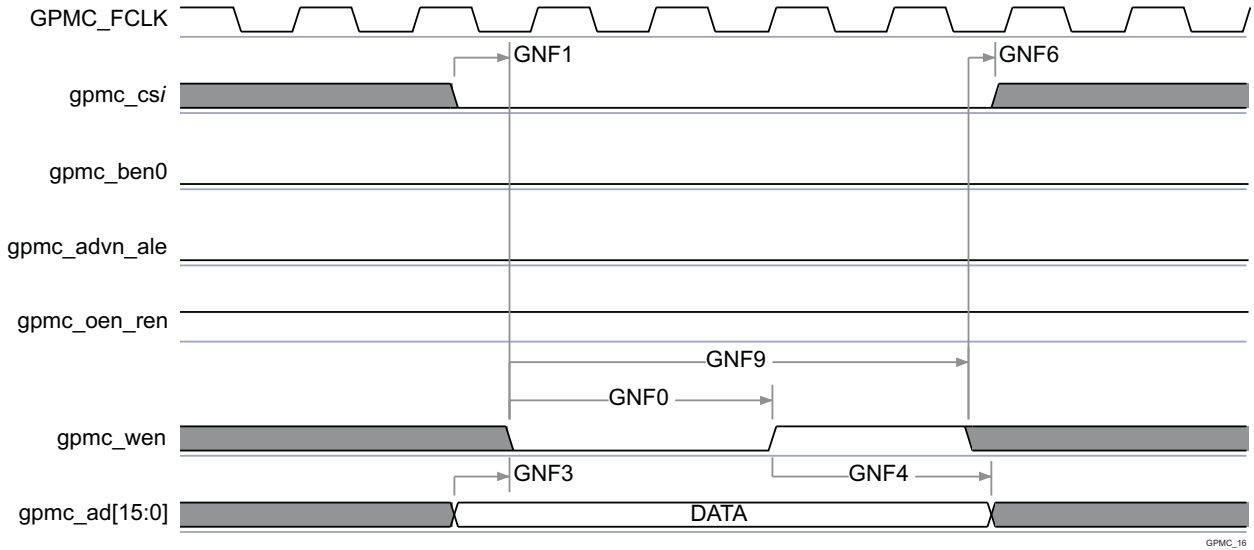 GPMC_FCLK
GNF1
GNF6
gpmc_csi
gpmc_ben0
gpmc_advn_ale
gpmc_oen_ren
GNF9
GNF0
gpmc_wen
GNF3
GNF4
gpmc_ad[15:0]
DATA
GPMC_16